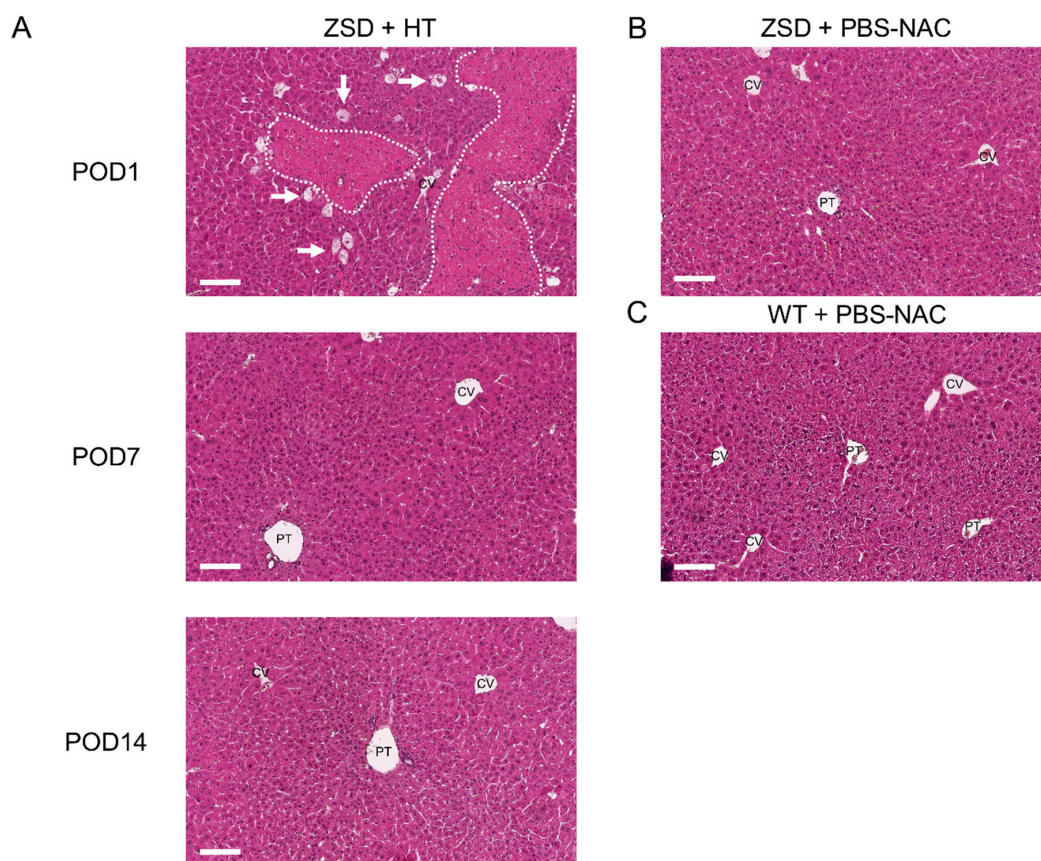 A
ZSD + HT
B
ZSD + PBS-NAC
POD1
CV
CV
CV
PT
C
WT + PBS-NAC
POD7
CV
PT
CV
CV
PT
PT
CV
POD14
CV
CV
PT